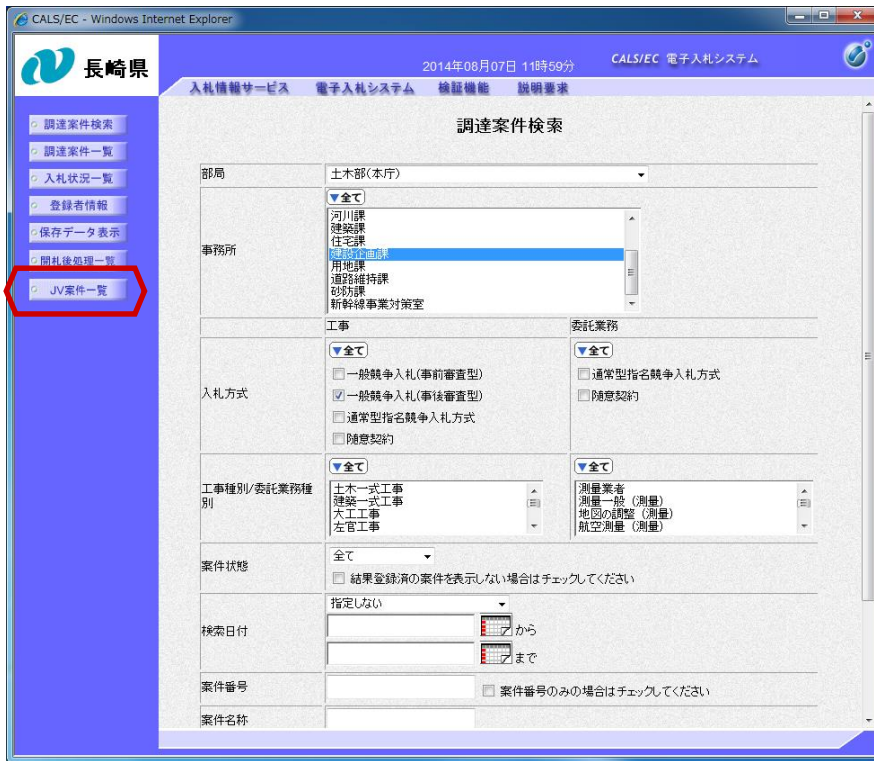 CALS/EC - Windows Internet Explorer
長崎県
2014年08月07日 11時59分
CALS/EC 電子入札システム
入札情報サービス 電子入札システム 検証機能 説明要求
調達案件検索
調達案件一覧
入札状況一覧
登録者情報
保存データ表示
開札後処理一覧
JV案件一覧
調達案件検索
部局 土木部(本庁)
事務所
▼全て
河川課
建築課
住宅課
建設企画課
用地課
道路維持課
砂防課
新幹線事業対策室
工事 委託業務
入札方式
▼全て ▼全て
一般競争入札(事前審査型) 通常型指名競争入札方式
一般競争入札(事後審査型) 随意契約
通常型指名競争入札方式
随意契約
工事種別/委託業務種別
▼全て ▼全て
土木一式工事 測量業者
建築一式工事 測量一般 (測量)
大工工事 地図の調整 (測量)
左官工事 航空測量 (測量)
案件状態 全て
結果登録済の案件を表示しない場合はチェックしてください
検索日付 指定しない
から
まで
案件番号 案件番号のみの場合はチェックしてください
案件名称